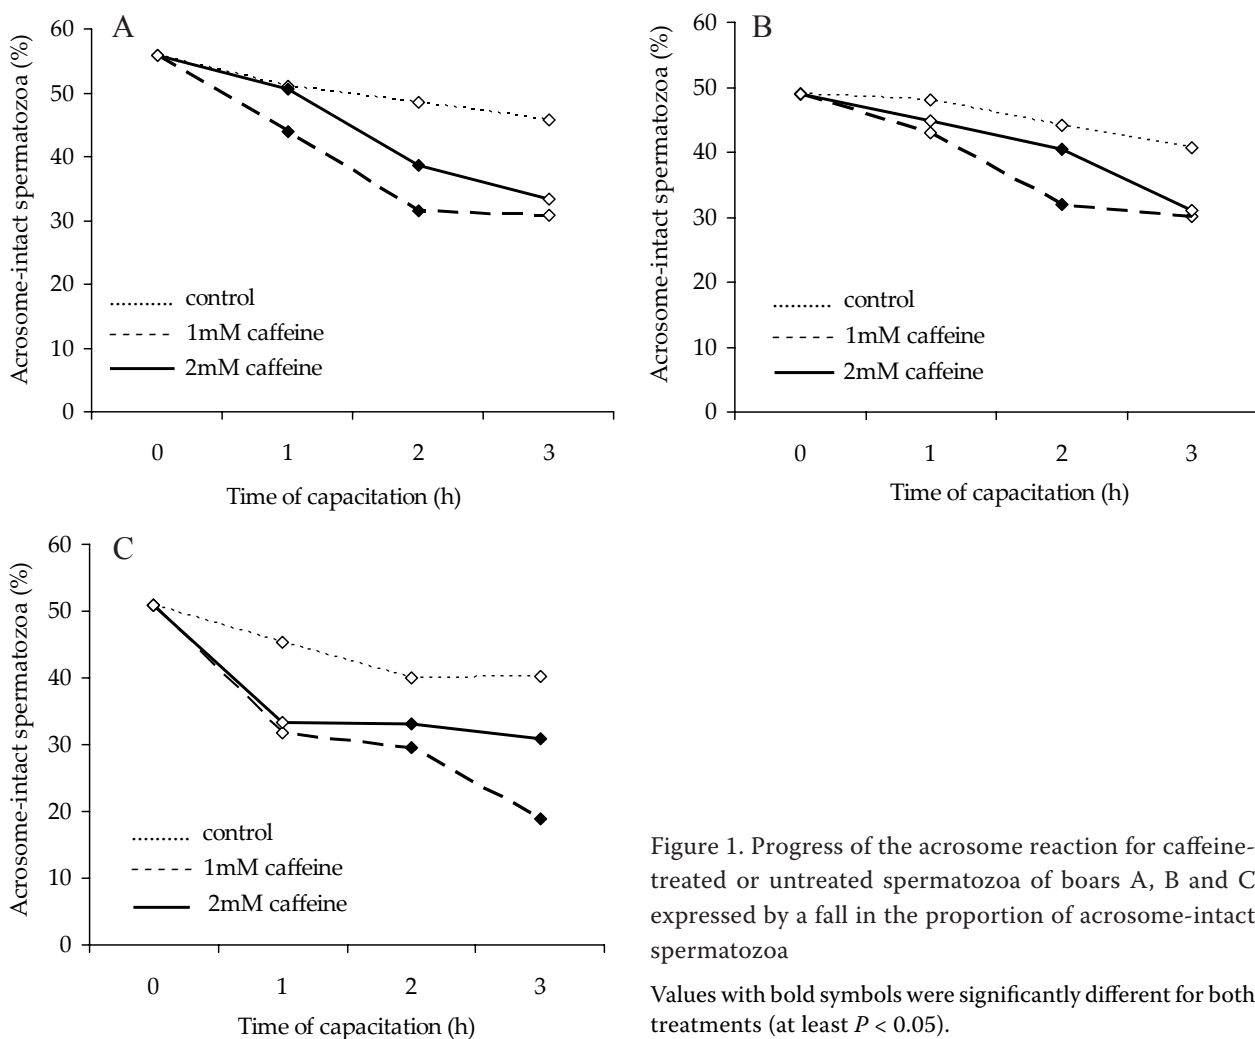 A
Acrosome-intact spermatozoa (%)
60
50
40
30
20
10
0
control
1mM caffeine
2mM caffeine
0 1 2 3
Time of capacitation (h)
B
Acrosome-intact spermatozoa (%)
60
50
40
30
20
10
0
control
1mM caffeine
2mM caffeine
0 1 2 3
Time of capacitation (h)
C
Acrosome-intact spermatozoa (%)
60
50
40
30
20
10
0
control
1mM caffeine
2mM caffeine
0 1 2 3
Time of capacitation (h)
Figure 1. Progress of the acrosome reaction for caffeine-
treated or untreated spermatozoa of boars A, B and C
expressed by a fall in the proportion of acrosome-intact
spermatozoa
Values with bold symbols were significantly different for both
treatments (at least P < 0.05).